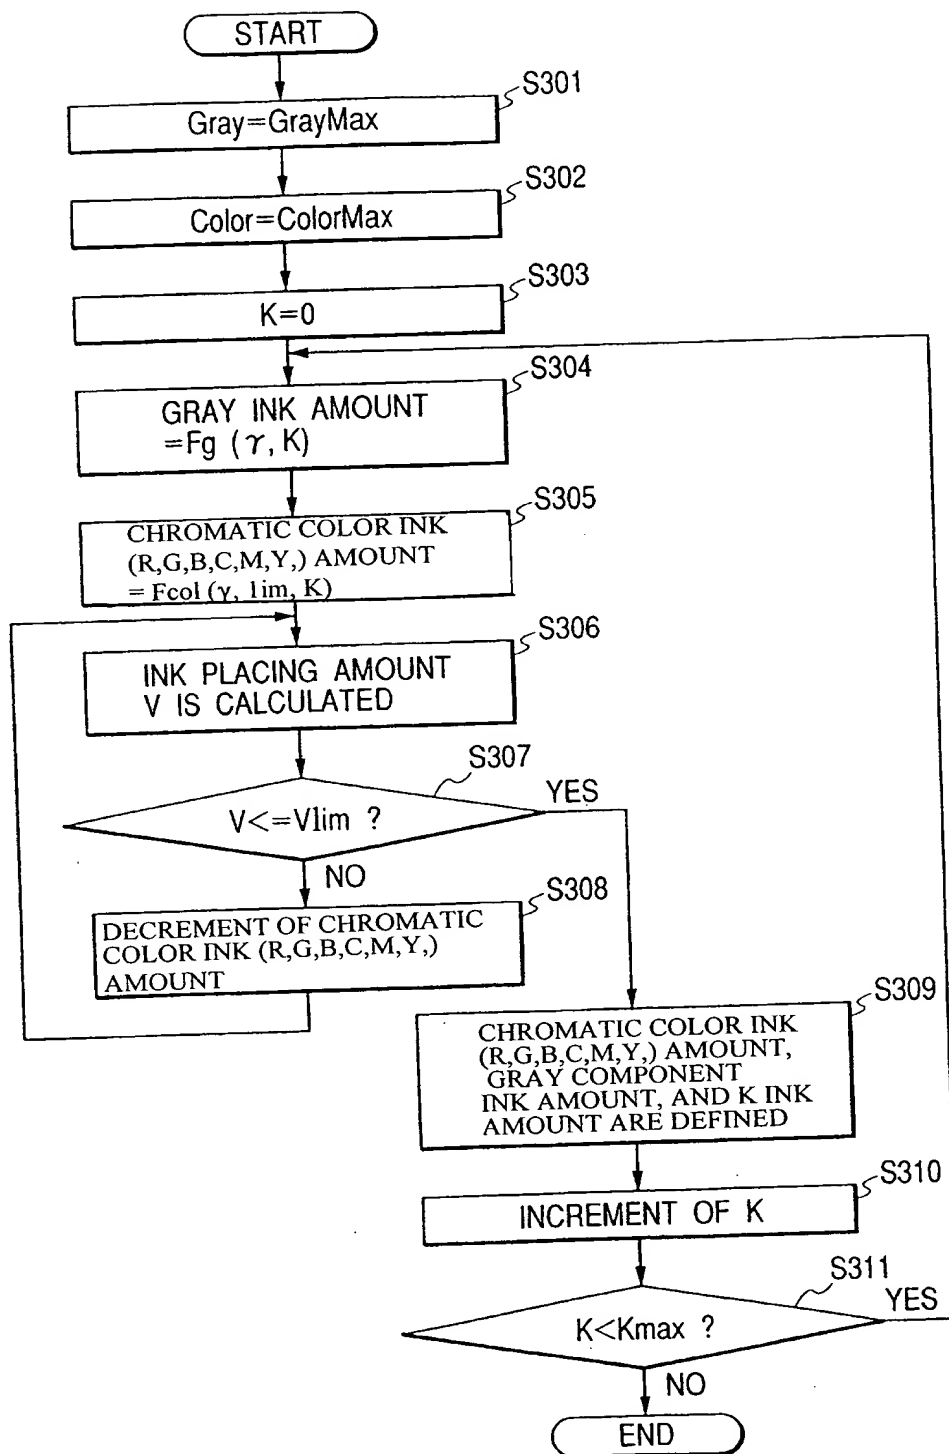 START
S301
Gray=GrayMax
S302
Color=ColorMax
S303
K=0
S304
GRAY INK AMOUNT
=Fg (γ, K)
S305
CHROMATIC COLOR INK
(R,G,B,C,M,Y,) AMOUNT
= Fcol (γ, lim, K)
S306
INK PLACING AMOUNT
V IS CALCULATED
S307
V<=Vlim ?
YES
NO
S308
DECREMENT OF CHROMATIC
COLOR INK (R,G,B,C,M,Y,)
AMOUNT
S309
CHROMATIC COLOR INK
(R,G,B,C,M,Y,) AMOUNT,
GRAY COMPONENT
INK AMOUNT, AND K INK
AMOUNT ARE DEFINED
S310
INCREMENT OF K
S311
K<Kmax ?
YES
NO
END